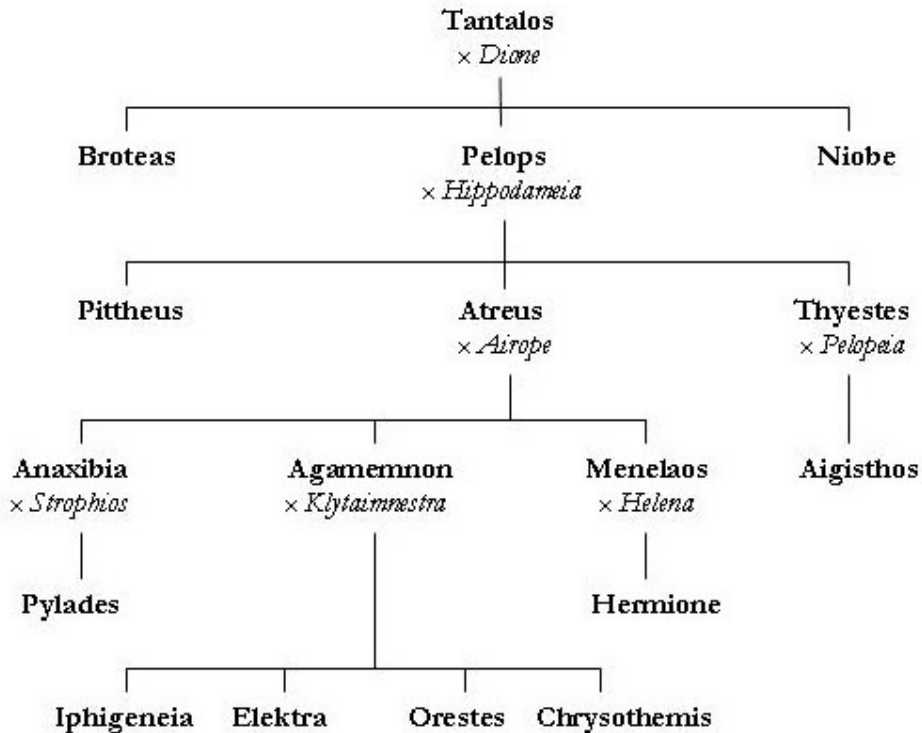 Tantalos
× Dione
Broteas Pelops Niobe
× Hippodameia
Pittheus Atreus Thyestes
× Airope × Pelopeia
Anaxibia Agamemnon Menelaos Aigisthos
× Strophios × Klytaimnestra × Helena
Pylades Hermione
Iphigeneia Elektra Orestes Chrysothemis